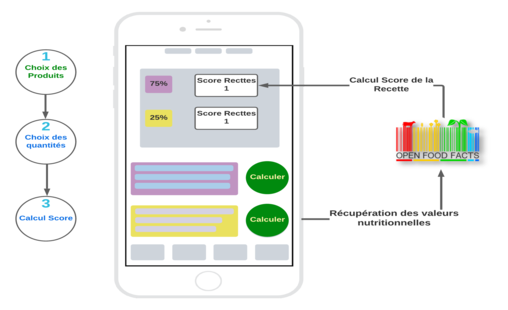 1
Choix des
Produits
2
Choix des
quantités
3
Calcul Score
75%
Score Recttes
1
25%
Score Recttes
1
Calculer
Calculer
Calcul Score de la
Recette
OPEN FOOD FACTS
Récupération des valeurs
nutritionnelles